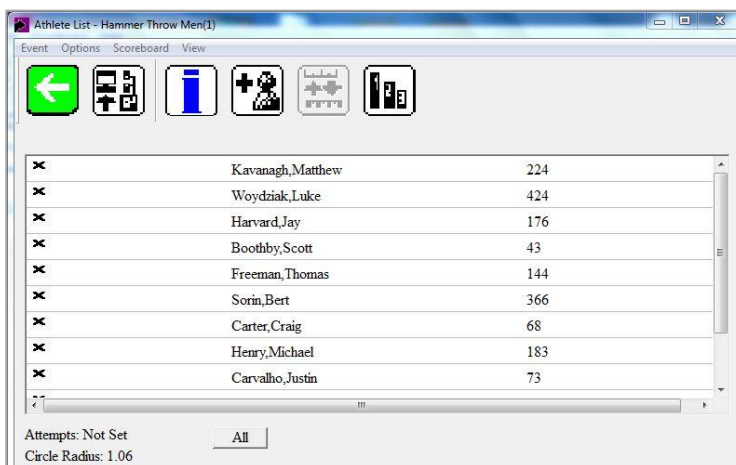 Athlete List - Hammer Throw Men(1)
Event Options Scoreboard View
Kavanagh,Matthew 224
Woydziak,Luke 424
Harvard,Jay 176
Boothby,Scott 43
Freeman,Thomas 144
Sorin,Bert 366
Carter,Craig 68
Henry,Michael 183
Carvalho,Justin 73
Attempts: Not Set All
Circle Radius: 1.06